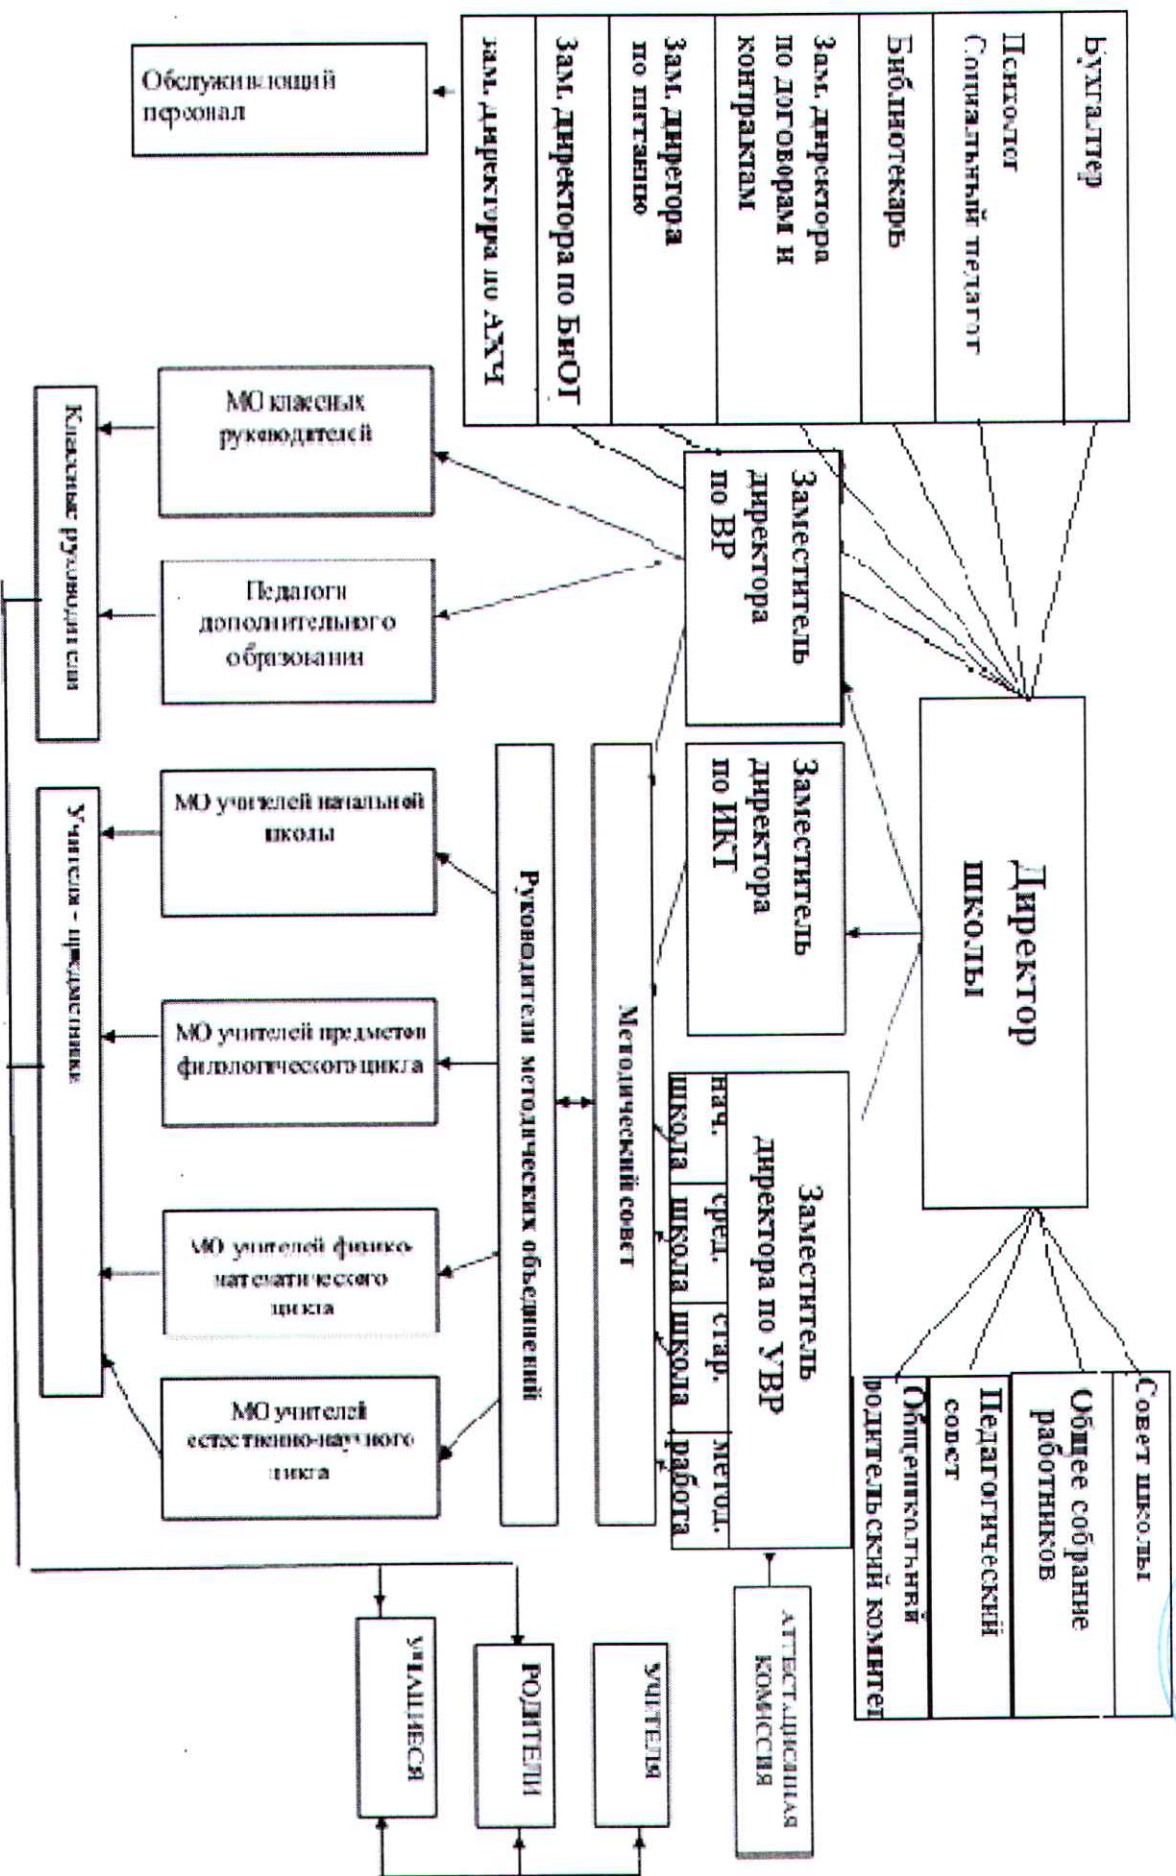 Директор
школы
Совет школы
Общее собрание
работников
Педагогический
совет
Общешкольный
родительский комитет
Бухгалтер
Психолог
Социальный педагог
Библиотекарь
Зам. директора
по договорам и
контрактам
Зам. дирегора
по питанию
Зам. директора по БиОТ
зам. директора по АХЧ
Обслуживающий
персонал
Заместитель
директора
по ВР
Заместитель
директора
по ИКТ
Заместитель
директора по УВР
нач.
школа
сред.
школа
стар.
школа
метод.
работа
АТТЕСТАЦИОННАЯ
КОМИССИЯ
Методический совет
Руководители методических объединений
МО классных
руководителей
Педагоги
дополнительного
образования
МО учителей начальной
школы
МО учителей предметов
филологического цикла
МО учителей физико-
математического
цикла
МО учителей
естественно-научного
цикла
Классные руководители
Учителя - предметники
УЧИТЕЛЯ
РОДИТЕЛИ
УЧАЩИЕСЯ